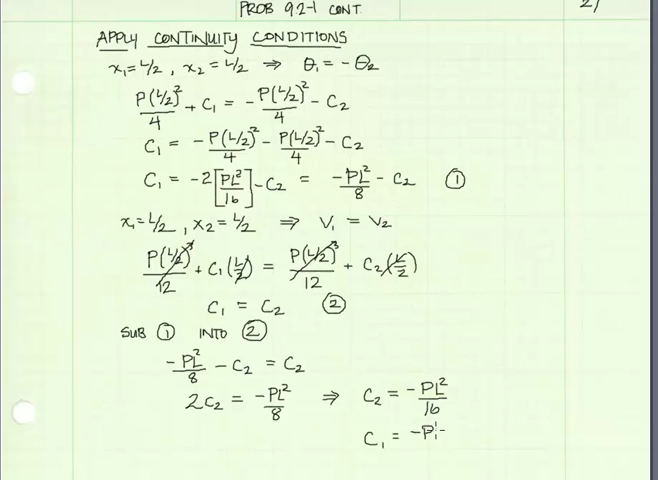 PROB 9.2-1 CONT.
21
APPLY CONTINUITY CONDITIONS
x₁ = L/2, x₂ = L/2 ⇒ θ₁ = -θ₂
P(L/2)²/4 + C₁ = -P(L/2)²/4 - C₂
C₁ = -P(L/2)²/4 - P(L/2)²/4 - C₂
C₁ = -2[PL²/16] - C₂ = -PL²/8 - C₂ ①
x₁ = L/2, x₂ = L/2 ⇒ V₁ = V₂
P(L/2)³/12 + C₁(L/2) = P(L/2)³/12 + C₂(L/2)
C₁ = C₂ ②
SUB ① INTO ②
-PL²/8 - C₂ = C₂
2C₂ = -PL²/8 ⇒ C₂ = -PL²/16
C₁ = -P